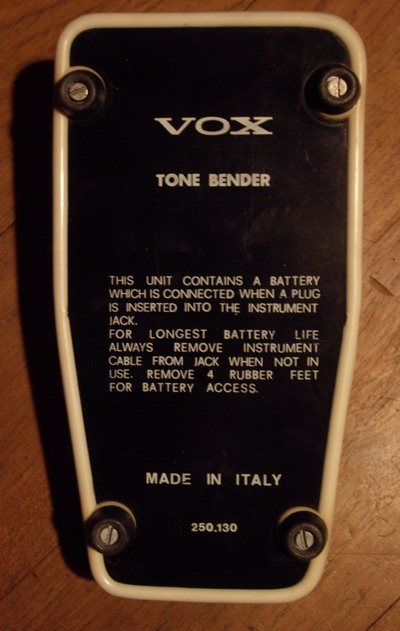 VOX
TONE BENDER
THIS UNIT CONTAINS A BATTERY
WHICH IS CONNECTED WHEN A PLUG
IS INSERTED INTO THE INSTRUMENT
JACK.
FOR LONGEST BATTERY LIFE
ALWAYS REMOVE INSTRUMENT
CABLE FROM JACK WHEN NOT IN
USE. REMOVE 4 RUBBER FEET
FOR BATTERY ACCESS.
MADE IN ITALY
250.130